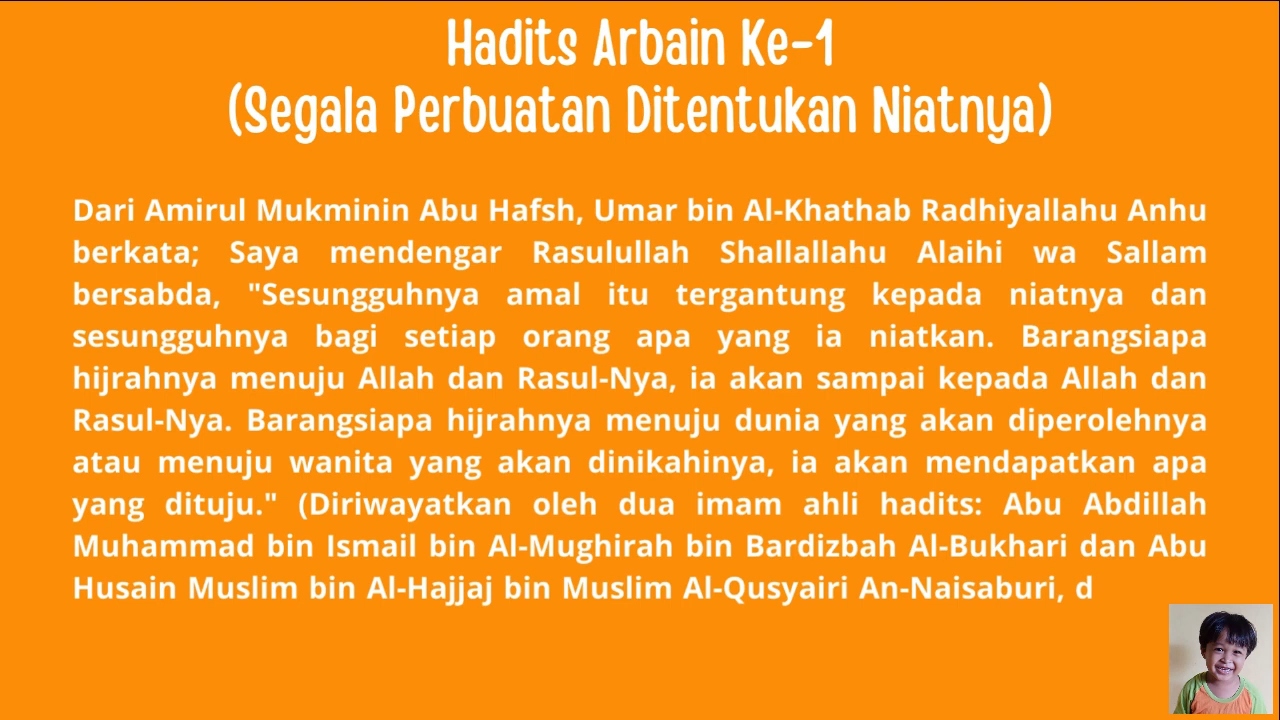 Hadits Arbain Ke-1
(Segala Perbuatan Ditentukan Niatnya)
Dari Amirul Mukminin Abu Hafsh, Umar bin Al-Khathab Radhiyallahu Anhu
berkata; Saya mendengar Rasulullah Shallallahu Alaihi wa Sallam
bersabda, "Sesungguhnya amal itu tergantung kepada niatnya dan
sesungguhnya bagi setiap orang apa yang ia niatkan. Barangsiapa
hijrahnya menuju Allah dan Rasul-Nya, ia akan sampai kepada Allah dan
Rasul-Nya. Barangsiapa hijrahnya menuju dunia yang akan diperolehnya
atau menuju wanita yang akan dinikahinya, ia akan mendapatkan apa
yang dituju." (Diriwayatkan oleh dua imam ahli hadits: Abu Abdillah
Muhammad bin Ismail bin Al-Mughirah bin Bardizbah Al-Bukhari dan Abu
Husain Muslim bin Al-Hajjaj bin Muslim Al-Qusyairi An-Naisaburi, d